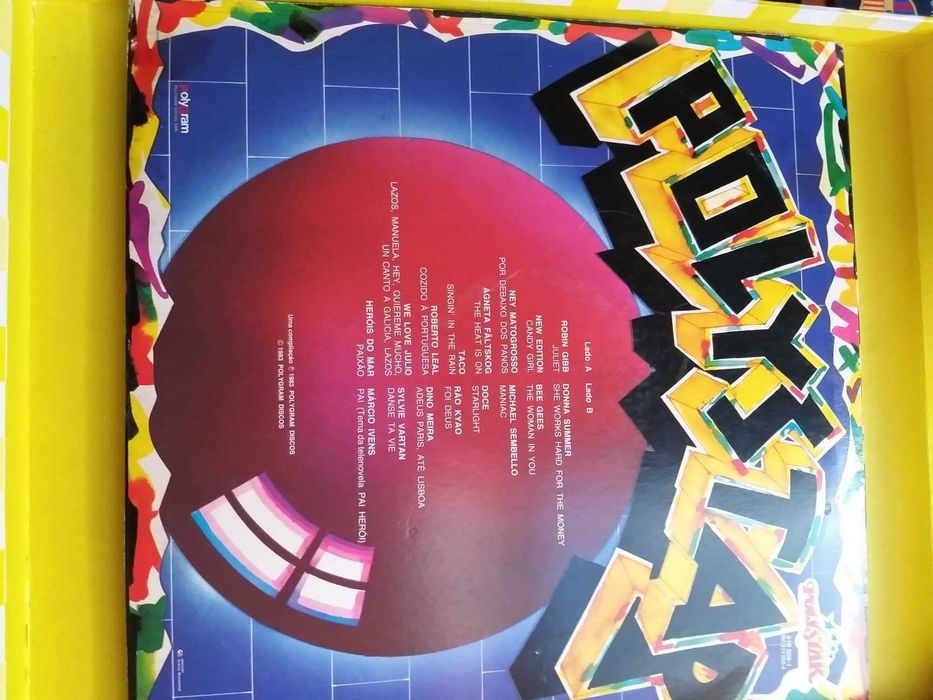 POLYSTAR
POLYSTAR
Lado A
ROBIN GIBB
JULIET
NEW EDITION
CANDY GIRL
NEY MATOGROSSO
POR DEBAIXO DOS PANOS
AGNETA FÄLTSKOG
THE HEAT IS ON
TACO
SINGIN' IN THE RAIN
ROBERTO LEAL
COZIDO À PORTUGUESA
WE LOVE JULIO
LAZOS, MANUELA, HEY, QUIEREME MUCHO,
UN CANTO A GALICIA, LAZOS
HERÓIS DO MAR
PAIXÃO
Lado B
DONNA SUMMER
SHE WORKS HARD FOR THE MONEY
BEE GEES
THE WOMAN IN YOU
MICHAEL SEMBELLO
MANIAC
DOCE
STARLIGHT
RÃO KYAO
FOI DEUS
DINO MEIRA
ADEUS PARIS, ATÉ LISBOA
SYLVIE VARTAN
DANSE TA VIE
MÁRCIO IVENS
PAI (Tema da telenovela PAI HERÓI)
Uma compilação ℗ 1983 POLYGRAM DISCOS
© 1983 POLYGRAM DISCOS
polygram